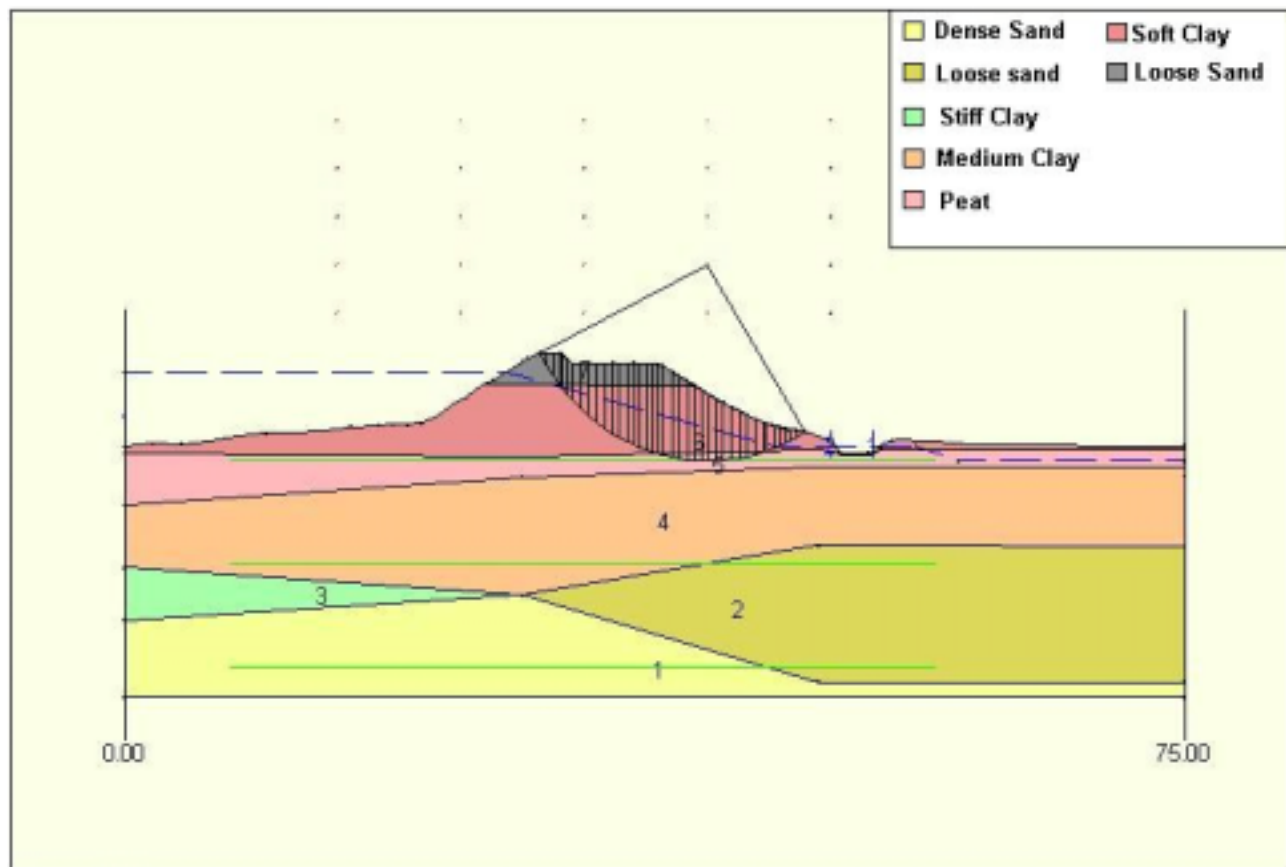 Dense Sand
Soft Clay
Loose sand
Loose Sand
Stiff Clay
Medium Clay
Peat
5
4
3
2
1
0.00
75.00